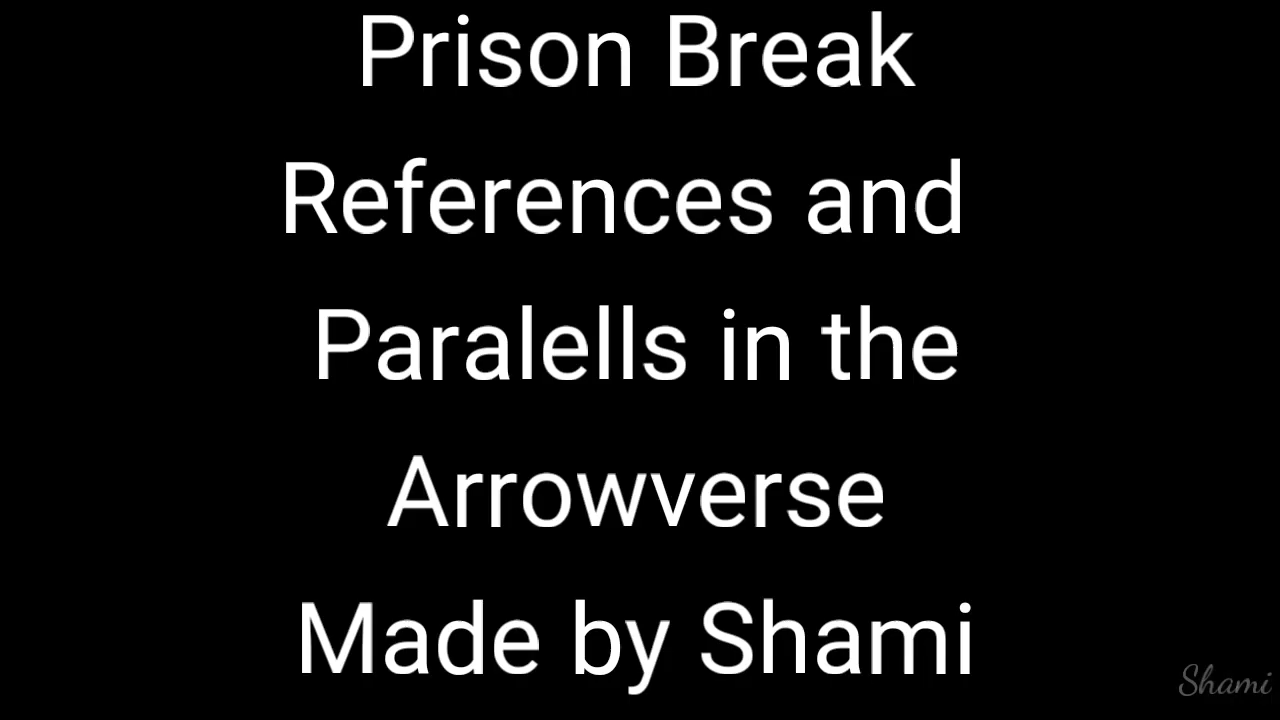 Prison Break
References and
Paralells in the
Arrowverse
Made by Shami
Shami